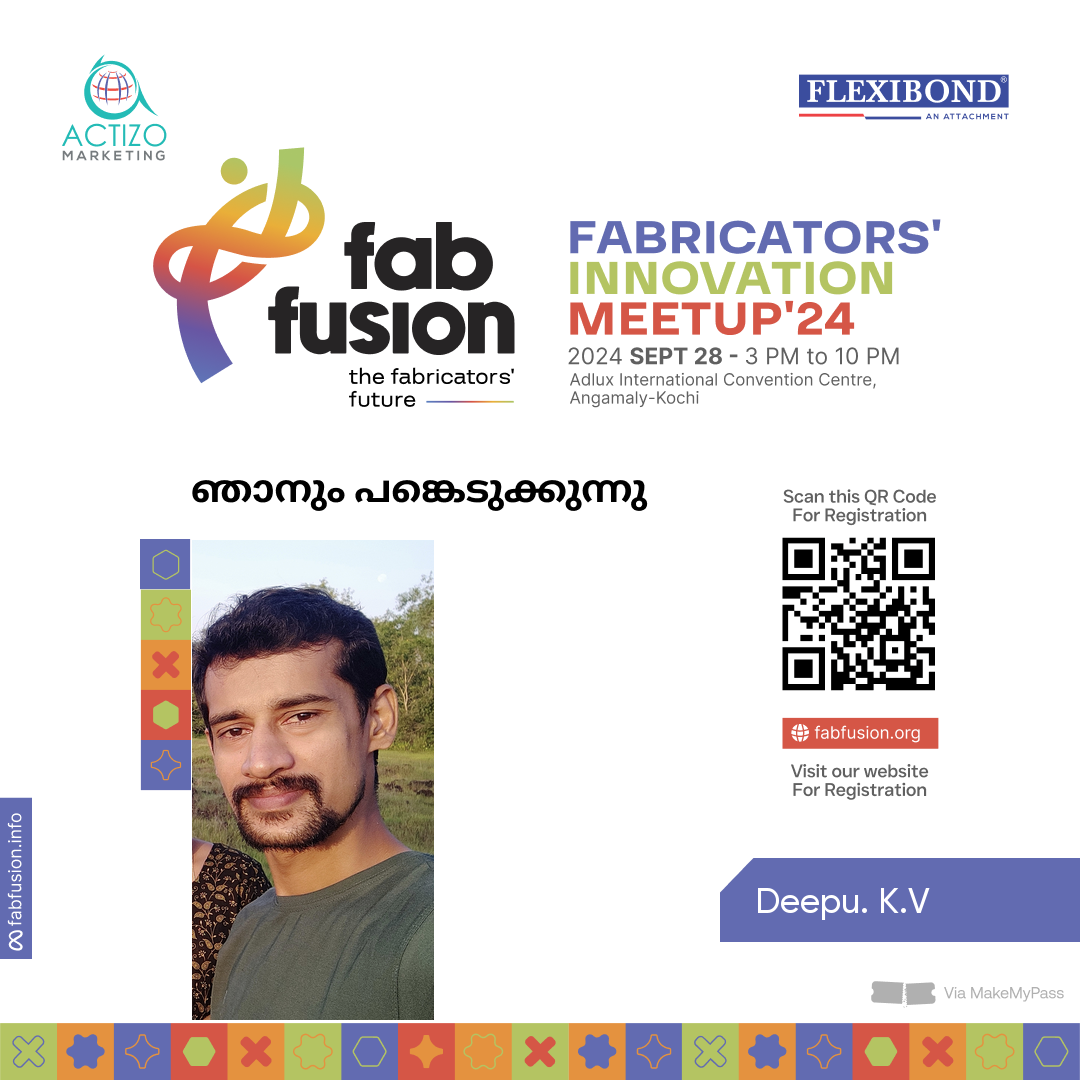 ACTIZO
MARKETING
FLEXIBOND®
AN ATTACHMENT
fab
fusion
the fabricators'
future
FABRICATORS'
INNOVATION
MEETUP'24
2024 SEPT 28 - 3 PM to 10 PM
Adlux International Convention Centre,
Angamaly-Kochi
ഞാനും പങ്കെടുക്കുന്നു
Scan this QR Code
For Registration
fabfusion.org
Visit our website
For Registration
fabfusion.info
Deepu. K.V
Via MakeMyPass